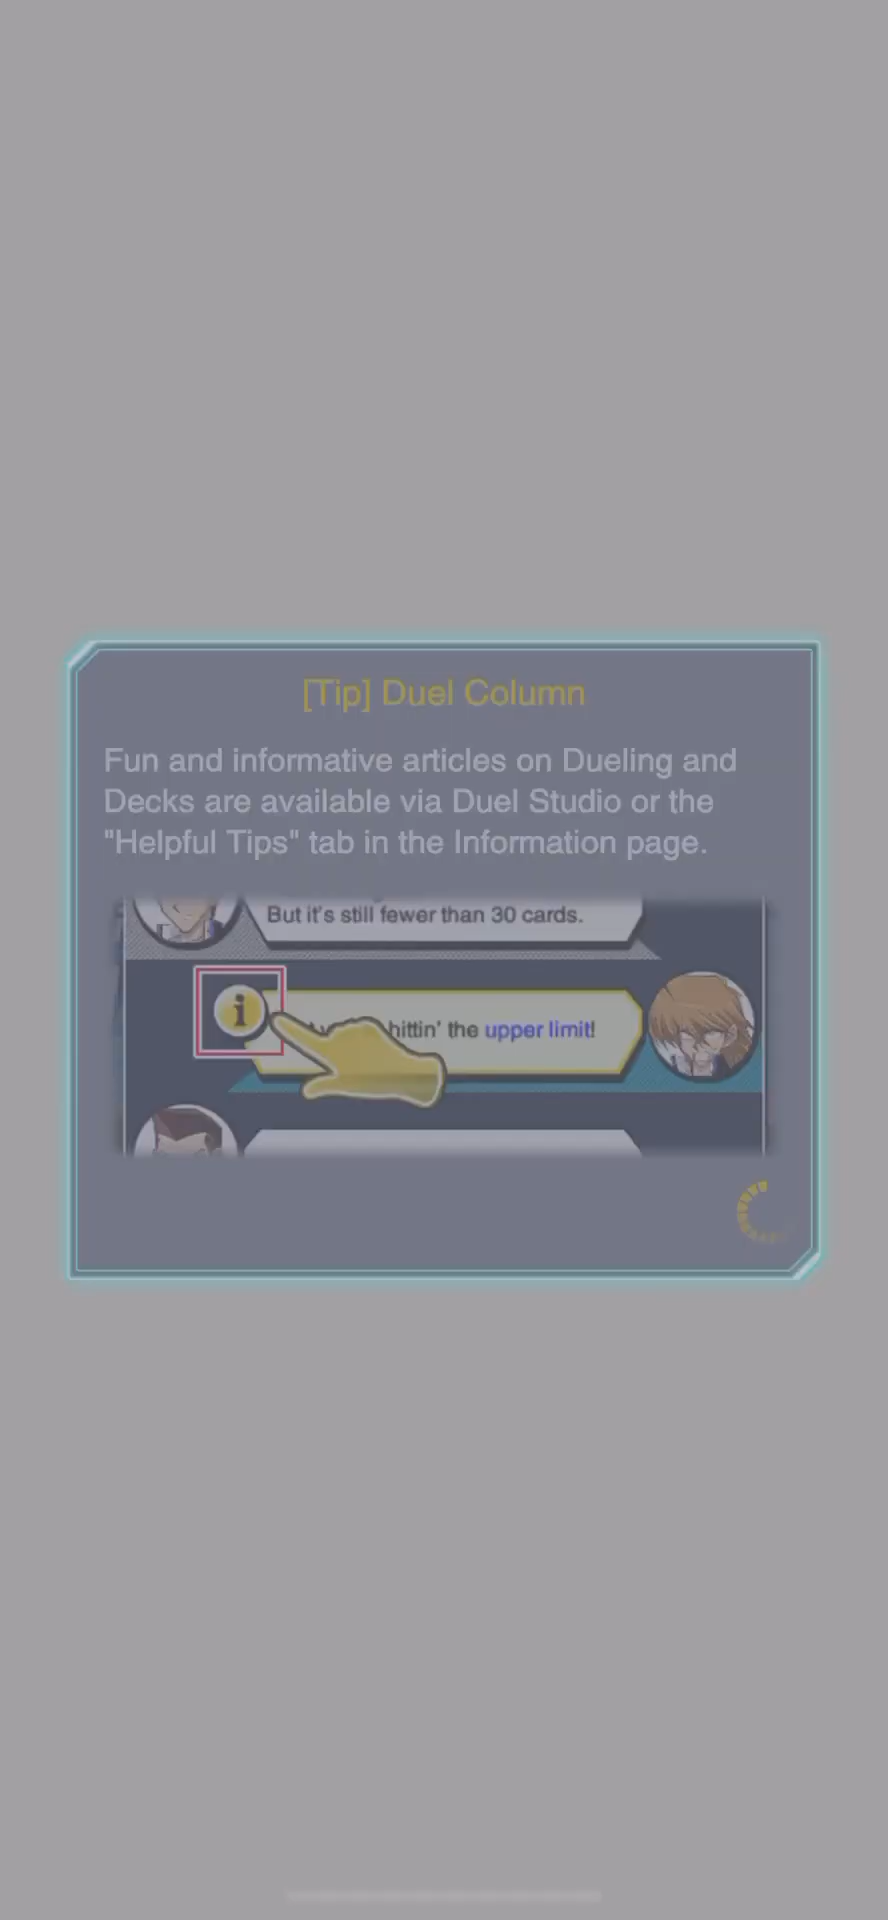 [Tip] Duel Column
Fun and informative articles on Dueling and
Decks are available via Duel Studio or the
"Helpful Tips" tab in the Information page.
But it's still fewer than 30 cards.
i
hittin' the upper limit!